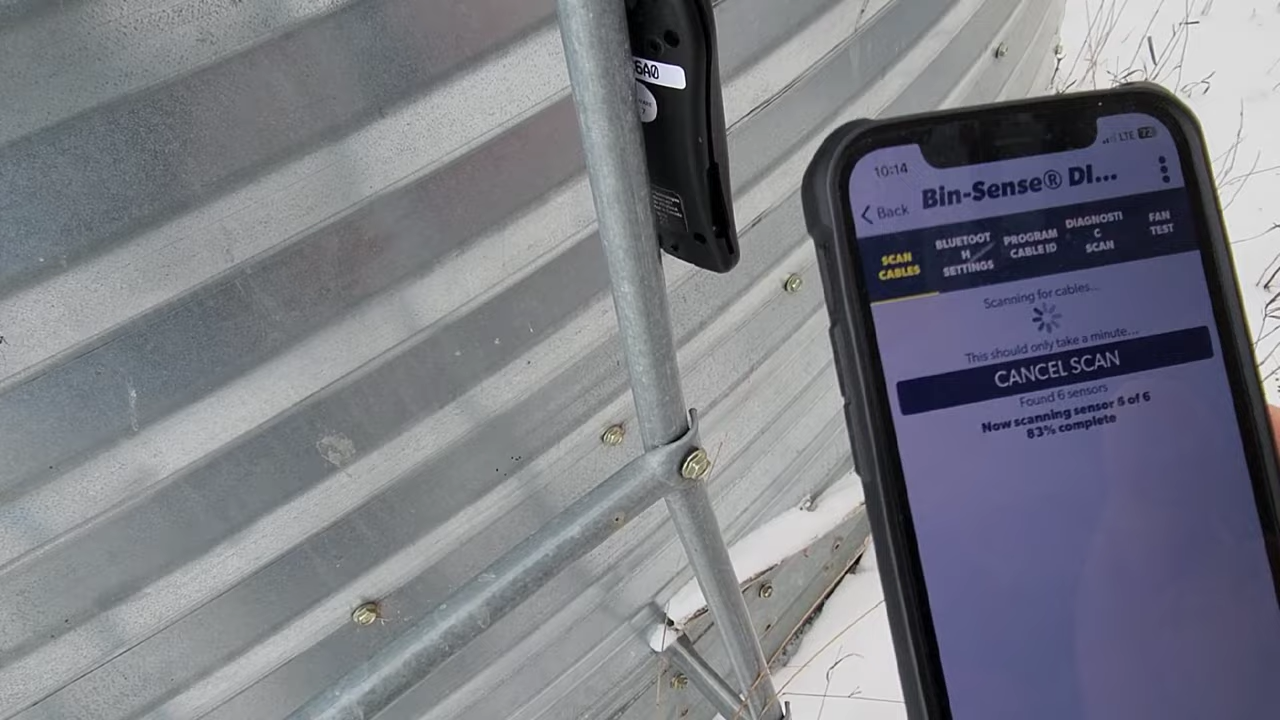 6A0
10:14
LTE 72
Back
Bin-Sense® DI...
SCAN
CABLES
BLUETOOT
H
SETTINGS
PROGRAM
CABLE ID
DIAGNOSTI
C
SCAN
FAN
TEST
Scanning for cables...
This should only take a minute...
CANCEL SCAN
Found 6 sensors
Now scanning sensor 6 of 6
83% complete